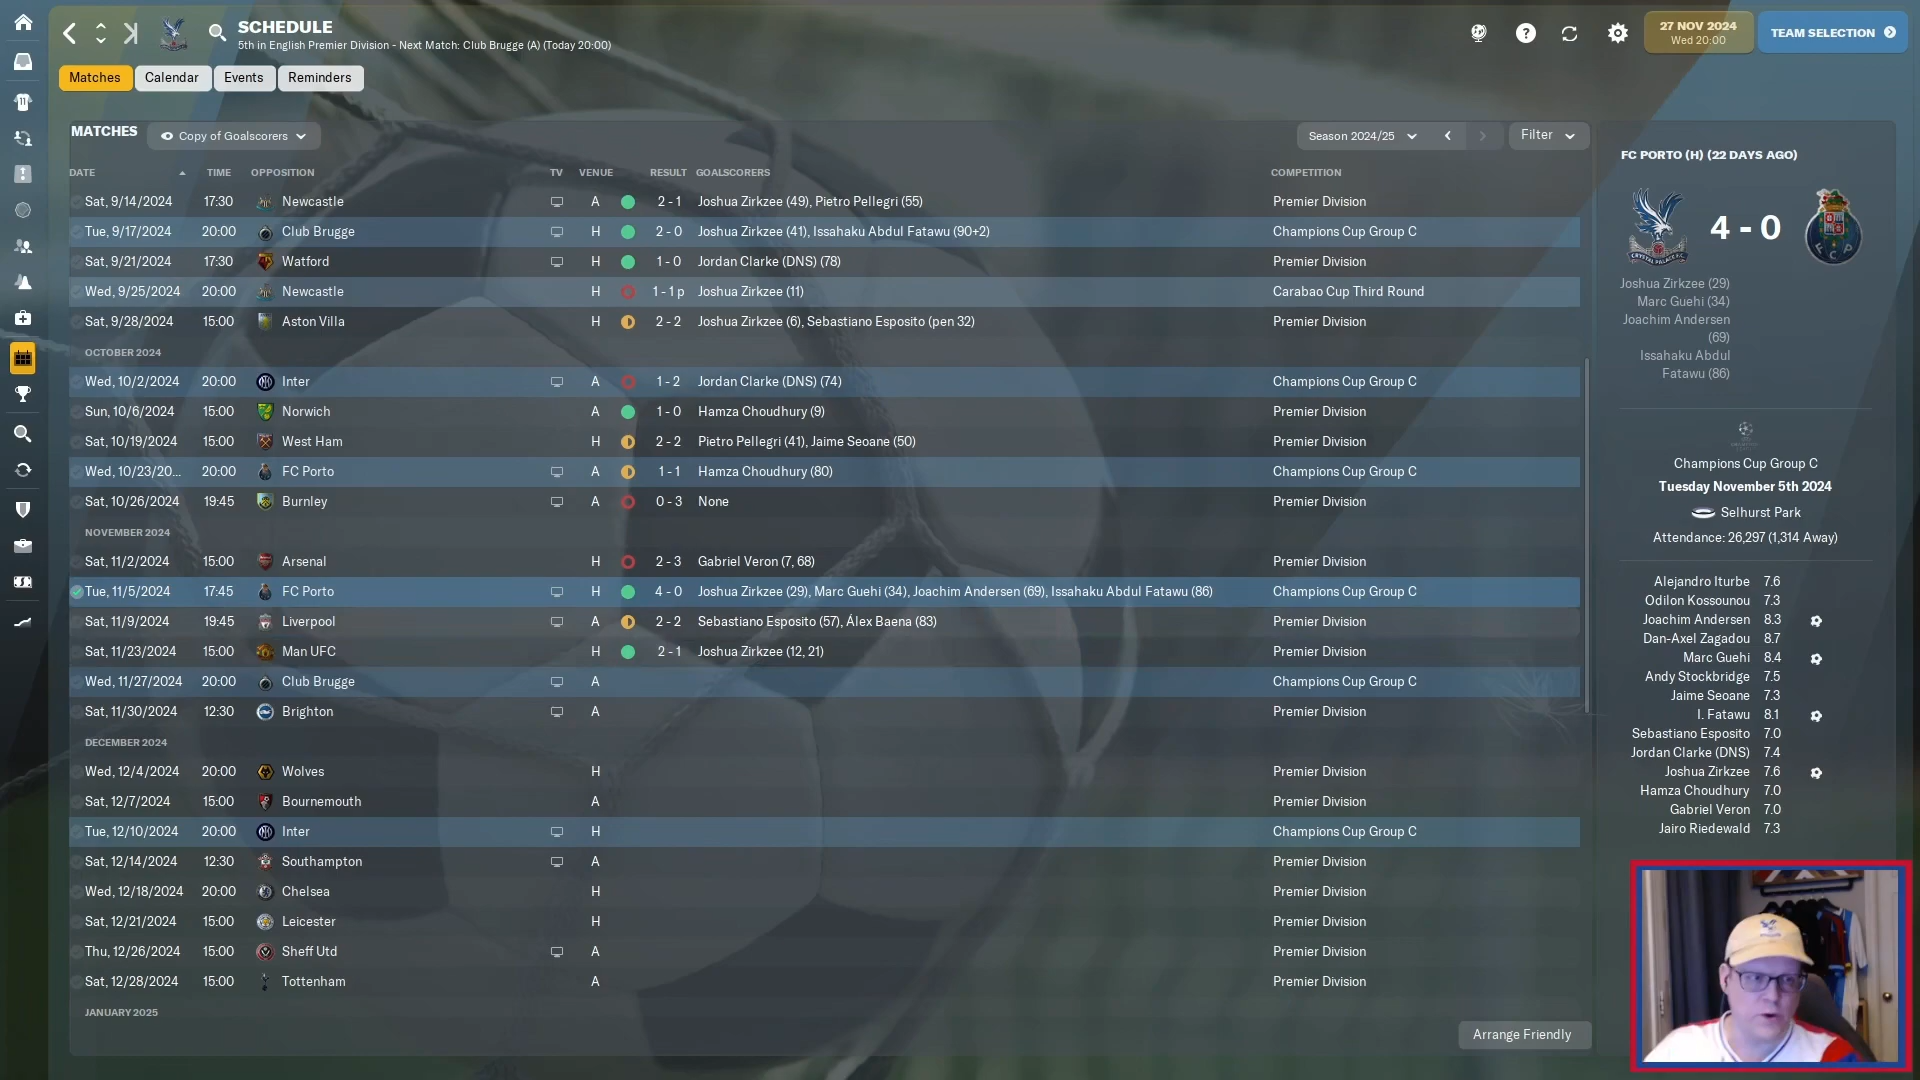 SCHEDULE
5th in English Premier Division - Next Match: Club Brugge (A) (Today 20:00)
27 NOV 2024
Wed 20:00
TEAM SELECTION
Matches Calendar Events Reminders
MATCHES Copy of Goalscorers Season 2024/25 Filter
DATE TIME OPPOSITION TV VENUE RESULT GOALSCORERS COMPETITION
Sat, 9/14/2024 17:30 Newcastle A 2 - 1 Joshua Zirkzee (49), Pietro Pellegri (55) Premier Division
Tue, 9/17/2024 20:00 Club Brugge H 2 - 0 Joshua Zirkzee (41), Issahaku Abdul Fatawu (90+2) Champions Cup Group C
Sat, 9/21/2024 17:30 Watford H 1 - 0 Jordan Clarke (DNS) (78) Premier Division
Wed, 9/25/2024 20:00 Newcastle H 1 - 1 p Joshua Zirkzee (11) Carabao Cup Third Round
Sat, 9/28/2024 15:00 Aston Villa H 2 - 2 Joshua Zirkzee (6), Sebastiano Esposito (pen 32) Premier Division
OCTOBER 2024
Wed, 10/2/2024 20:00 Inter A 1 - 2 Jordan Clarke (DNS) (74) Champions Cup Group C
Sun, 10/6/2024 15:00 Norwich A 1 - 0 Hamza Choudhury (9) Premier Division
Sat, 10/19/2024 15:00 West Ham H 2 - 2 Pietro Pellegri (41), Jaime Seoane (50) Premier Division
Wed, 10/23/20... 20:00 FC Porto A 1 - 1 Hamza Choudhury (80) Champions Cup Group C
Sat, 10/26/2024 19:45 Burnley A 0 - 3 None Premier Division
NOVEMBER 2024
Sat, 11/2/2024 15:00 Arsenal H 2 - 3 Gabriel Veron (7, 68) Premier Division
Tue, 11/5/2024 17:45 FC Porto H 4 - 0 Joshua Zirkzee (29), Marc Guehi (34), Joachim Andersen (69), Issahaku Abdul Fatawu (86) Champions Cup Group C
Sat, 11/9/2024 19:45 Liverpool A 2 - 2 Sebastiano Esposito (57), Álex Baena (83) Premier Division
Sat, 11/23/2024 15:00 Man UFC H 2 - 1 Joshua Zirkzee (12, 21) Premier Division
Wed, 11/27/2024 20:00 Club Brugge A Champions Cup Group C
Sat, 11/30/2024 12:30 Brighton A Premier Division
DECEMBER 2024
Wed, 12/4/2024 20:00 Wolves H Premier Division
Sat, 12/7/2024 15:00 Bournemouth A Premier Division
Tue, 12/10/2024 20:00 Inter H Champions Cup Group C
Sat, 12/14/2024 12:30 Southampton A Premier Division
Wed, 12/18/2024 20:00 Chelsea H Premier Division
Sat, 12/21/2024 15:00 Leicester H Premier Division
Thu, 12/26/2024 15:00 Sheff Utd A Premier Division
Sat, 12/28/2024 15:00 Tottenham A Premier Division
JANUARY 2025
Arrange Friendly
FC PORTO (H) (22 DAYS AGO)
4 - 0
Joshua Zirkzee (29)
Marc Guehi (34)
Joachim Andersen
(69)
Issahaku Abdul
Fatawu (86)
Champions Cup Group C
Tuesday November 5th 2024
Selhurst Park
Attendance: 26,297 (1,314 Away)
Alejandro Iturbe 7.6
Odilon Kossounou 7.3
Joachim Andersen 8.3
Dan-Axel Zagadou 8.7
Marc Guehi 8.4
Andy Stockbridge 7.5
Jaime Seoane 7.3
I. Fatawu 8.1
Sebastiano Esposito 7.0
Jordan Clarke (DNS) 7.4
Joshua Zirkzee 7.6
Hamza Choudhury 7.0
Gabriel Veron 7.0
Jairo Riedewald 7.3